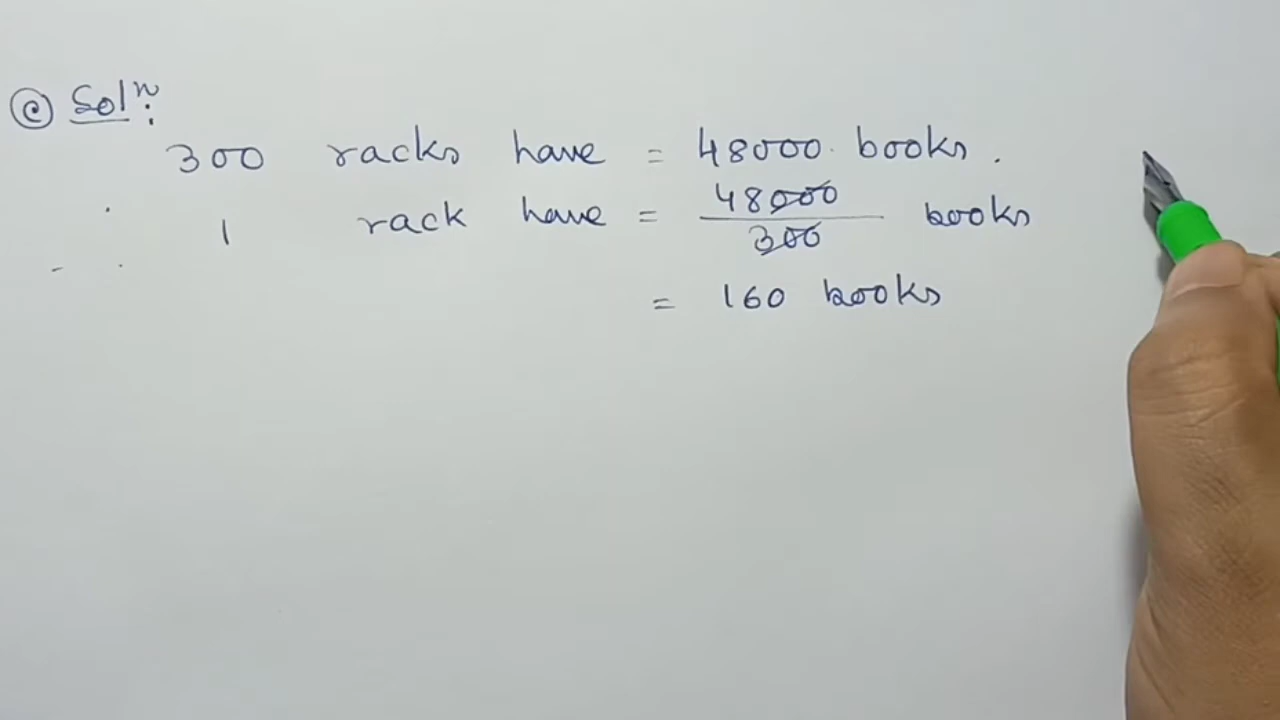 ⓒ Solⁿ:
300 racks have = 48000 books.
1 rack have = 48000/300 books
= 160 books